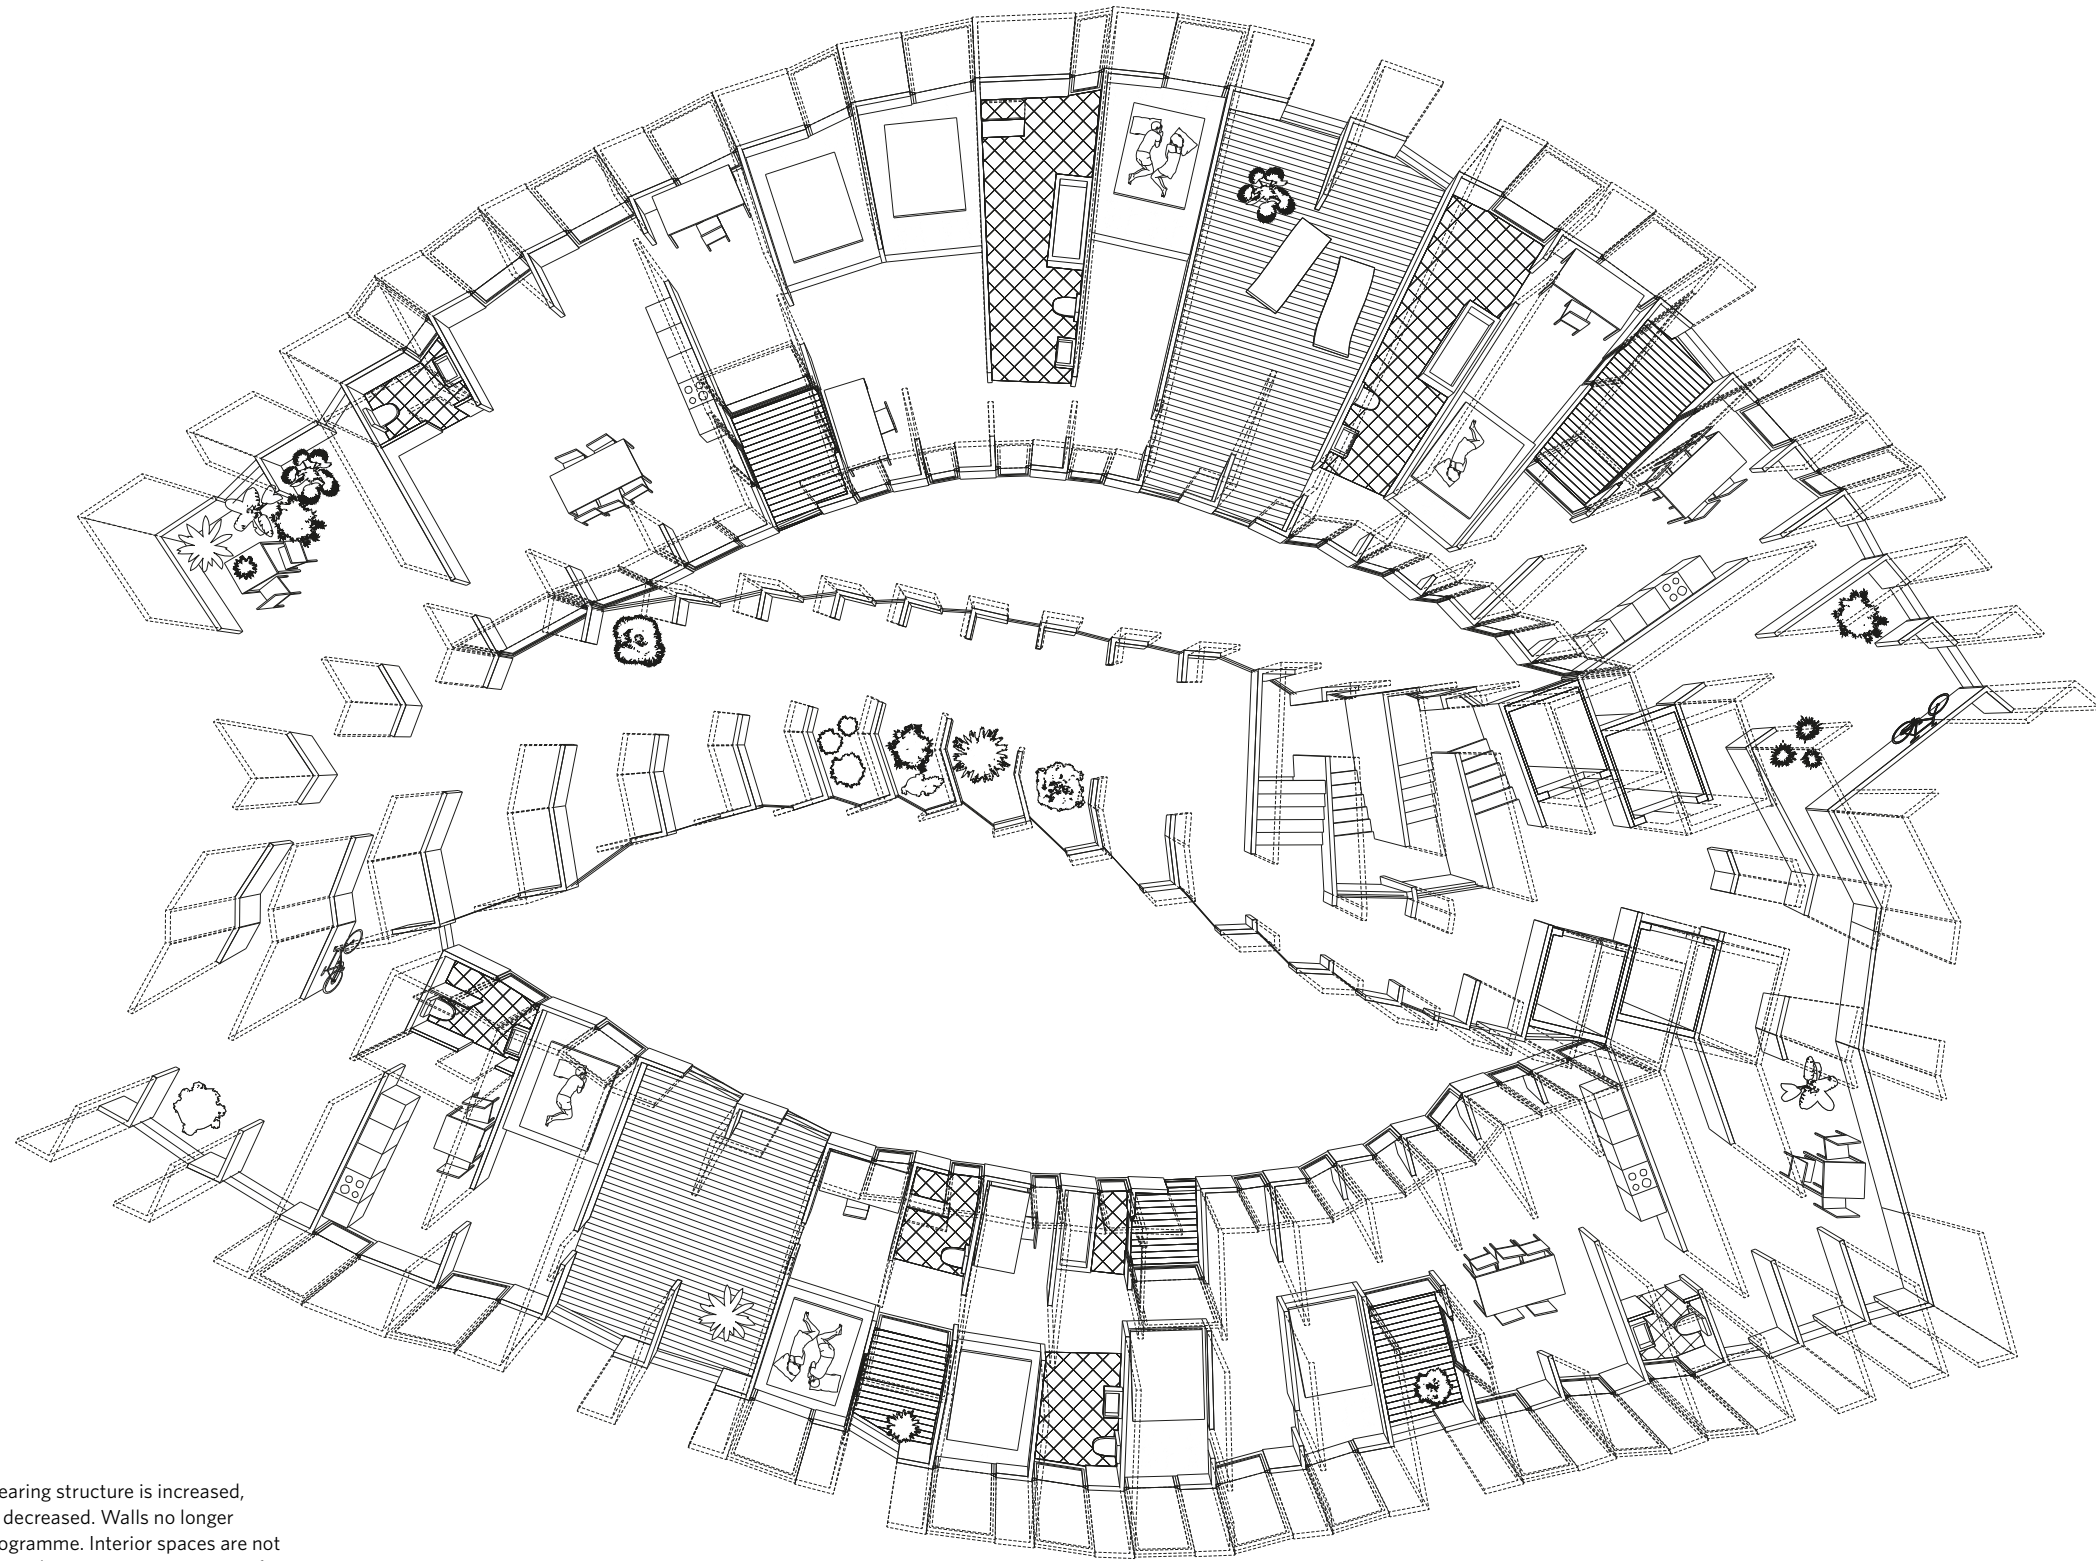 earing structure is increased,
decreased. Walls no longer
ogramme. Interior spaces are not